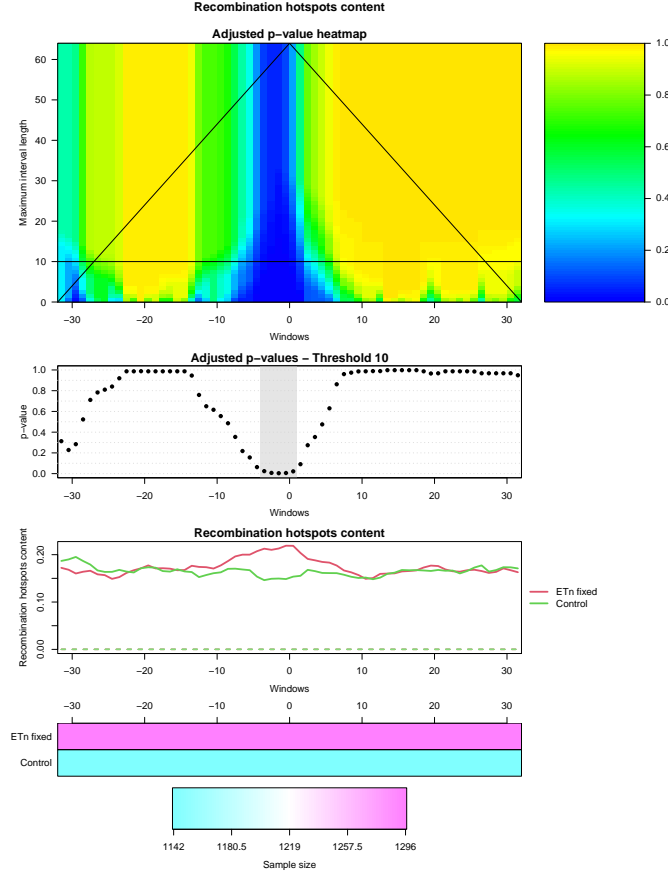 Recombination hotspots content
Adjusted p−value heatmap
Maximum interval length
0 10 20 30 40 50 60
−30 −20 −10 0 10 20 30
Windows
0.0 0.2 0.4 0.6 0.8 1.0
Adjusted p−values − Threshold 10
p−value
0.0 0.2 0.4 0.6 0.8 1.0
−30 −20 −10 0 10 20 30
Windows
Recombination hotspots content
Recombination hotspots content
0.00 0.10 0.20
−30 −20 −10 0 10 20 30
Windows
ETn fixed
Control
−30 −20 −10 0 10 20 30
ETn fixed
Control
1142 1180.5 1219 1257.5 1296
Sample size